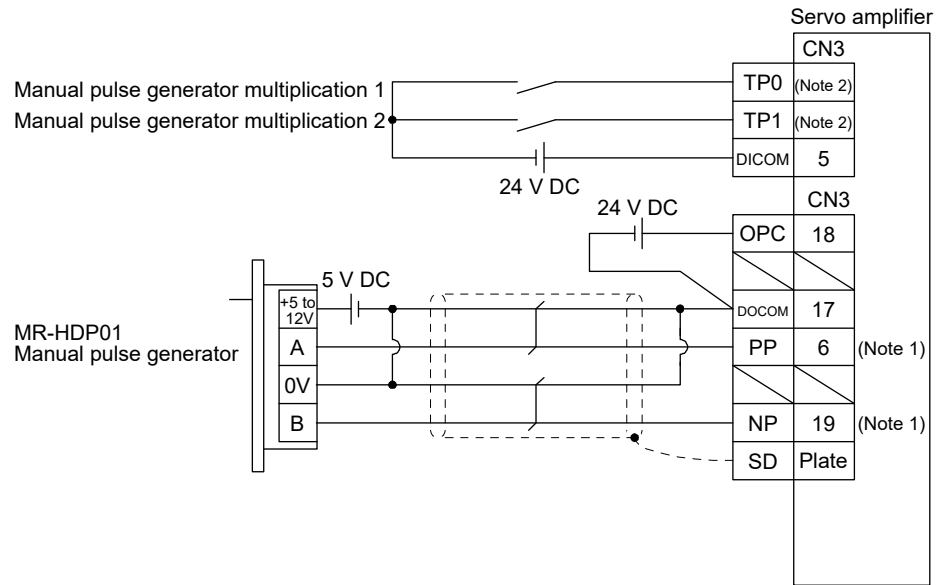 Servo amplifier
CN3
Manual pulse generator multiplication 1
TP0 (Note 2)
Manual pulse generator multiplication 2
TP1 (Note 2)
DICOM 5
24 V DC
CN3
24 V DC
OPC 18
5 V DC
+5 to
12V
DOCOM 17
MR-HDP01
Manual pulse generator
A
PP 6 (Note 1)
0V
B
NP 19 (Note 1)
SD Plate